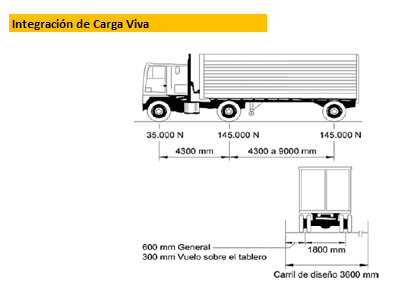 Integración de Carga Viva
35.000 N 145.000 N 145.000 N
4300 mm 4300 a 9000 mm
600 mm General
300 mm Vuelo sobre el tablero
1800 mm
Carril de diseño 3600 mm